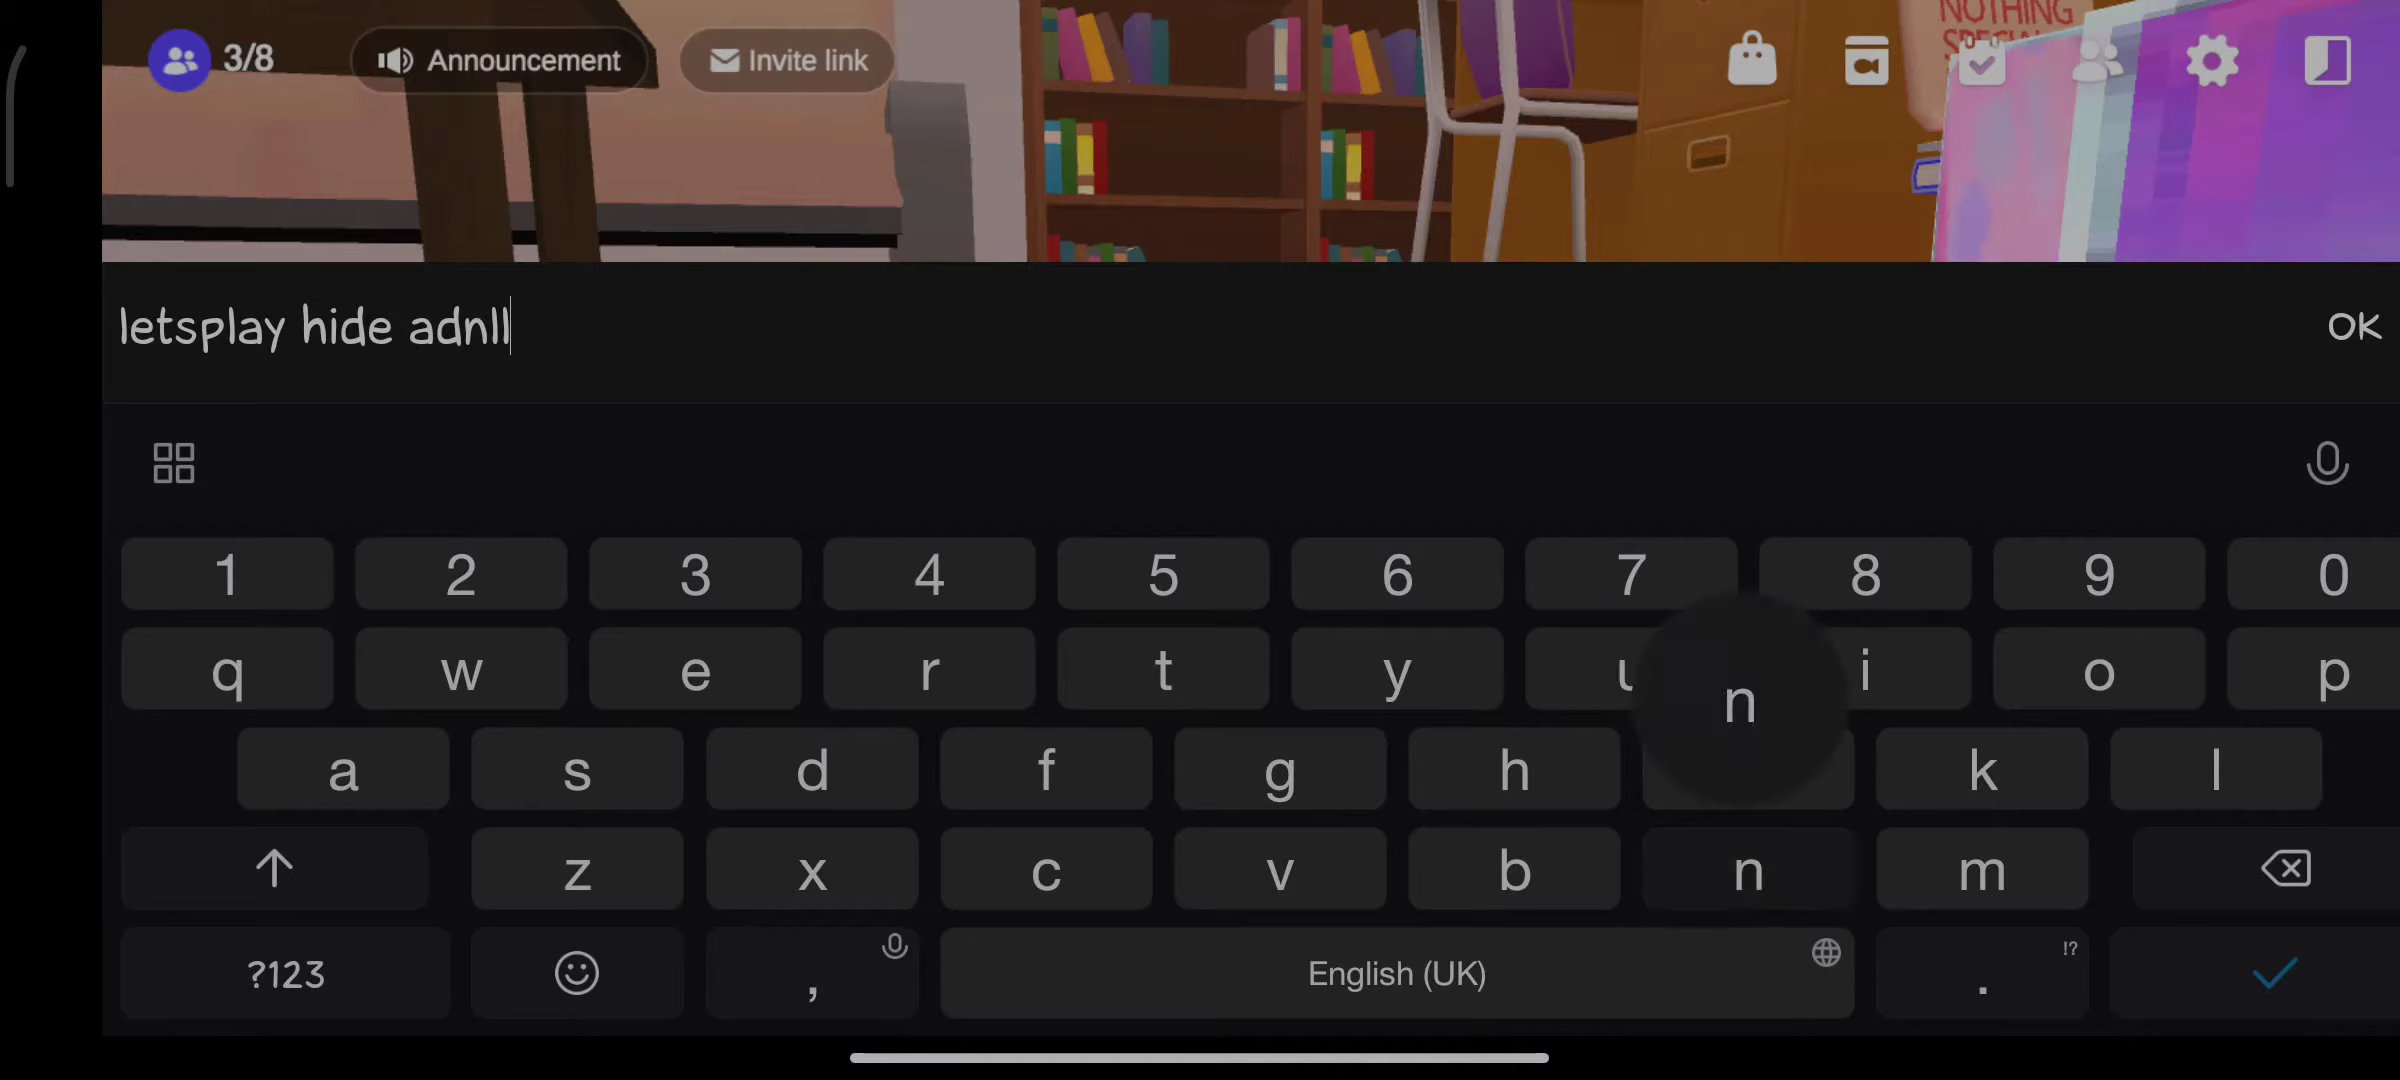 3/8 Announcement Invite link
NOTHING
SPECIAL
letsplay hide adnll OK
1 2 3 4 5 6 7 8 9 0
q w e r t y u i o p
n
a s d f g h k l
z x c v b n m
?123 , English (UK) . !?